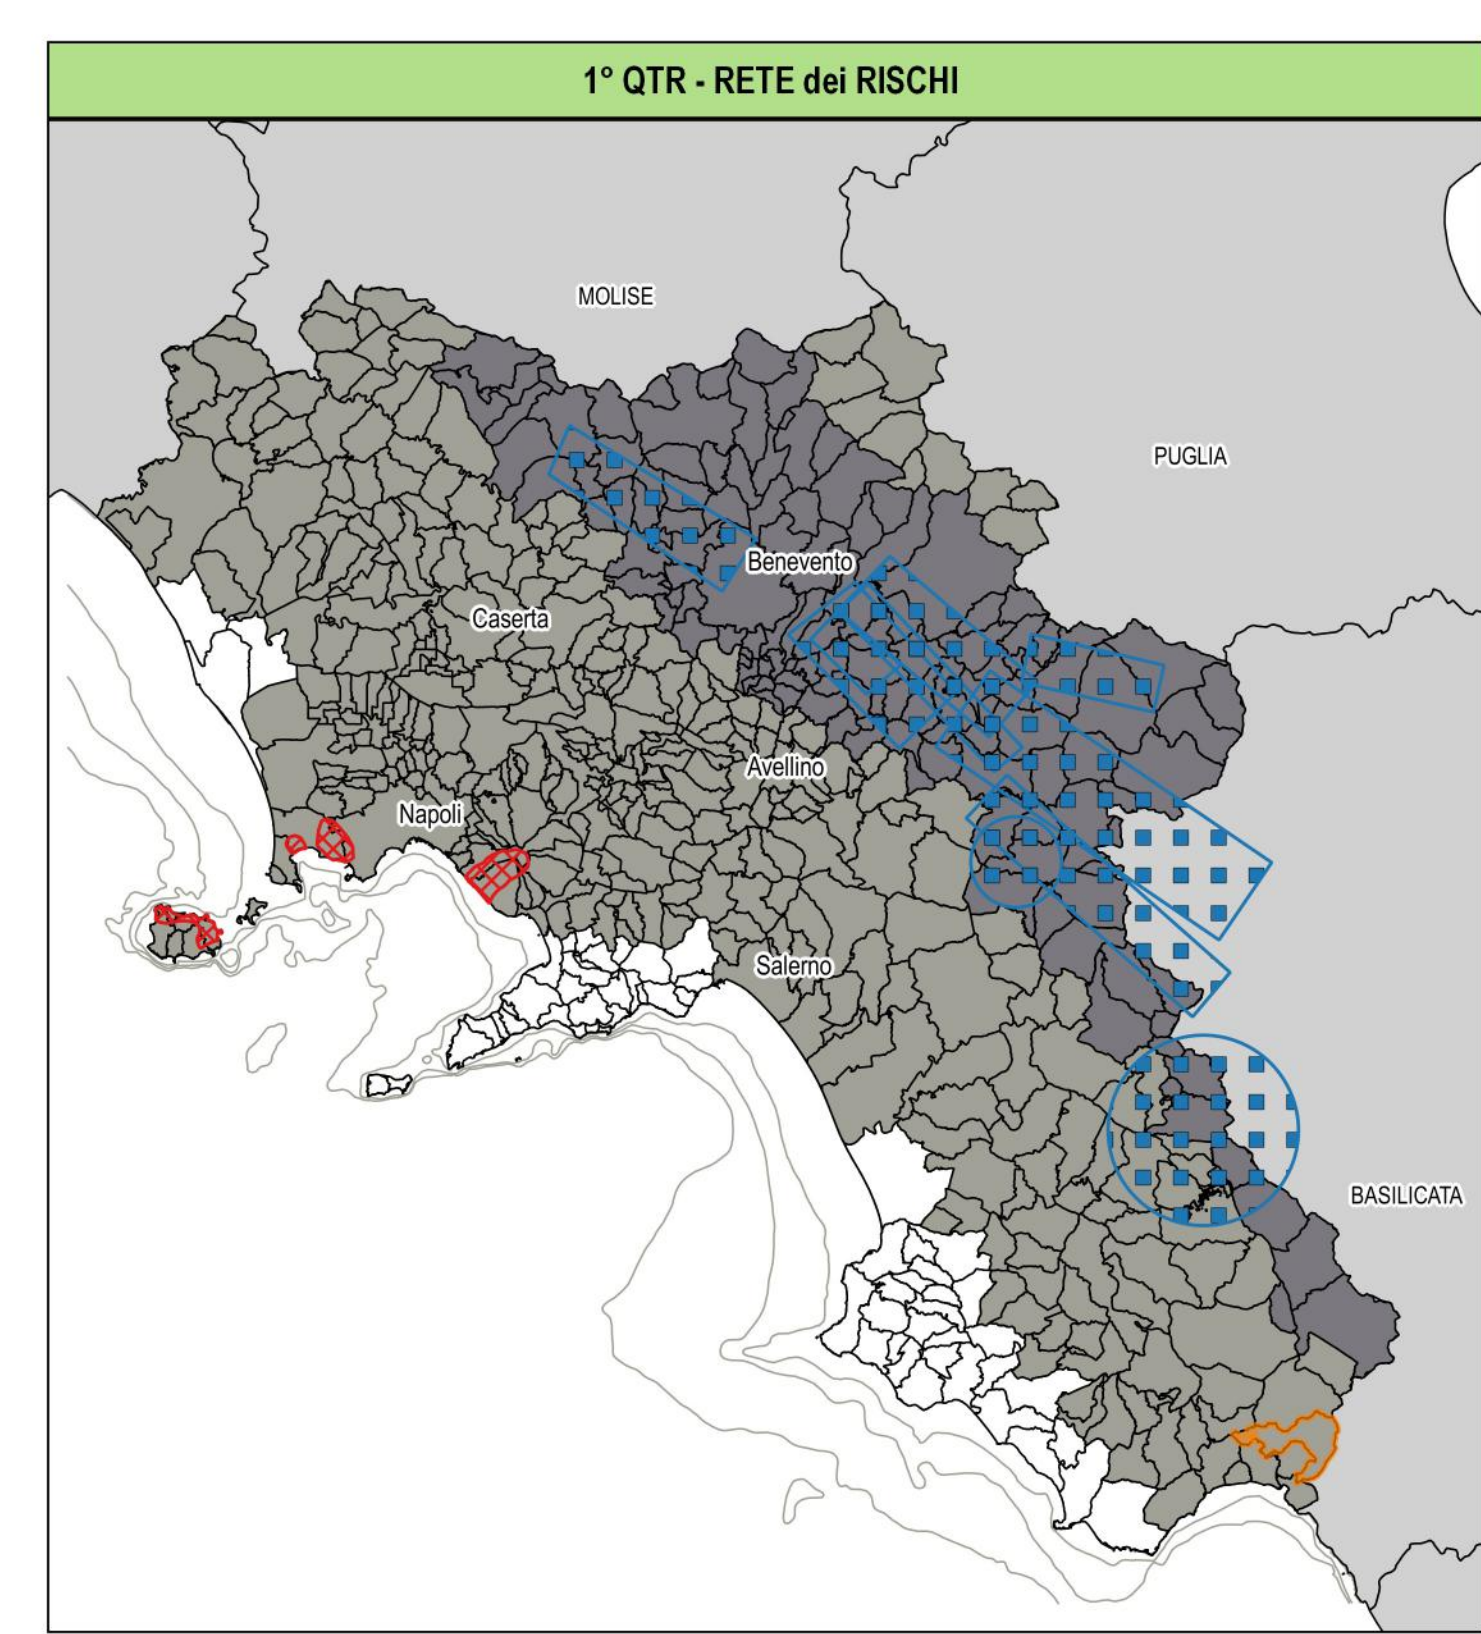 1° QTR - RETE dei RISCHI
MOLISE
PUGLIA
Benevento
Caserta
Avellino
Napoli
Salerno
BASILICATA